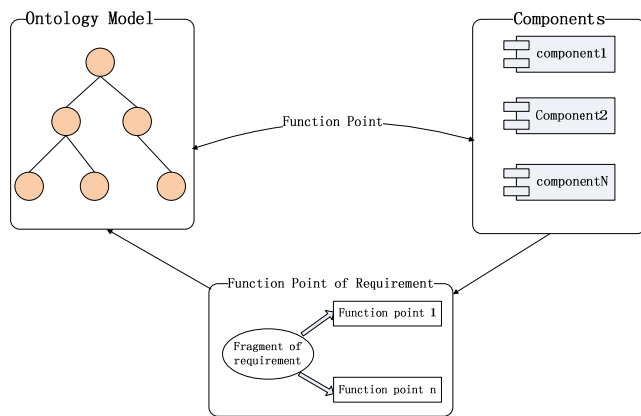 Ontology Model
Components
component1
Component2
componentN
Function Point
Function Point of Requirement
Fragment of
requirement
Function point 1
Function point n